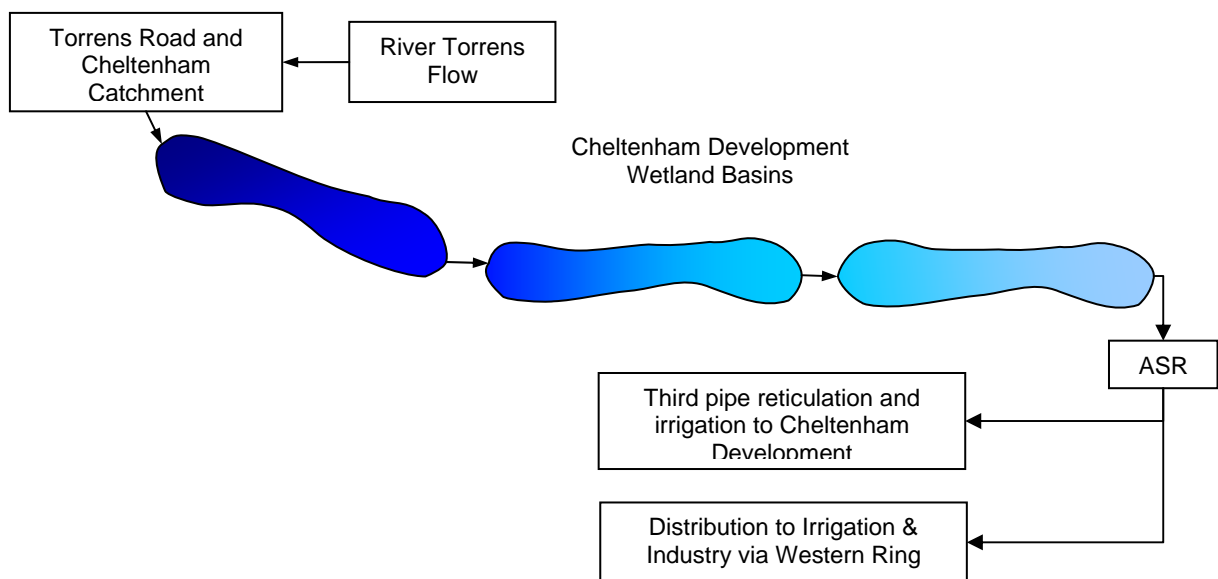 Torrens Road and
Cheltenham
Catchment
River Torrens
Flow
Cheltenham Development
Wetland Basins
ASR
Third pipe reticulation and
irrigation to Cheltenham
Development
Distribution to Irrigation &
Industry via Western Ring